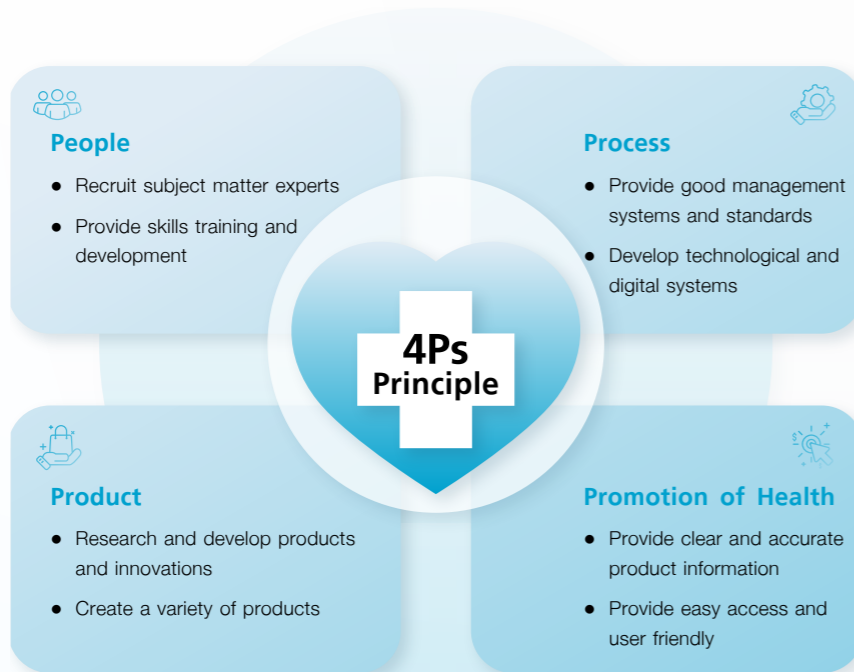 People
● Recruit subject matter experts
● Provide skills training and
development
Process
● Provide good management
systems and standards
● Develop technological and
digital systems
4Ps
Principle
Product
● Research and develop products
and innovations
● Create a variety of products
Promotion of Health
● Provide clear and accurate
product information
● Provide easy access and
user friendly